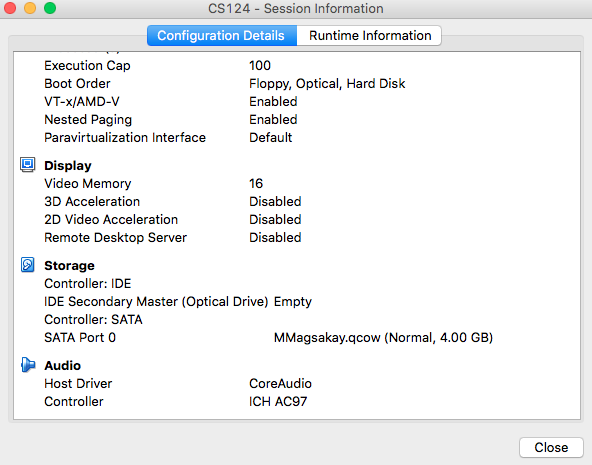 CS124 - Session Information
Configuration Details Runtime Information
Execution Cap 100
Boot Order Floppy, Optical, Hard Disk
VT-x/AMD-V Enabled
Nested Paging Enabled
Paravirtualization Interface Default
Display
Video Memory 16
3D Acceleration Disabled
2D Video Acceleration Disabled
Remote Desktop Server Disabled
Storage
Controller: IDE
IDE Secondary Master (Optical Drive) Empty
Controller: SATA
SATA Port 0 MMagsakay.qcow (Normal, 4.00 GB)
Audio
Host Driver CoreAudio
Controller ICH AC97
Close